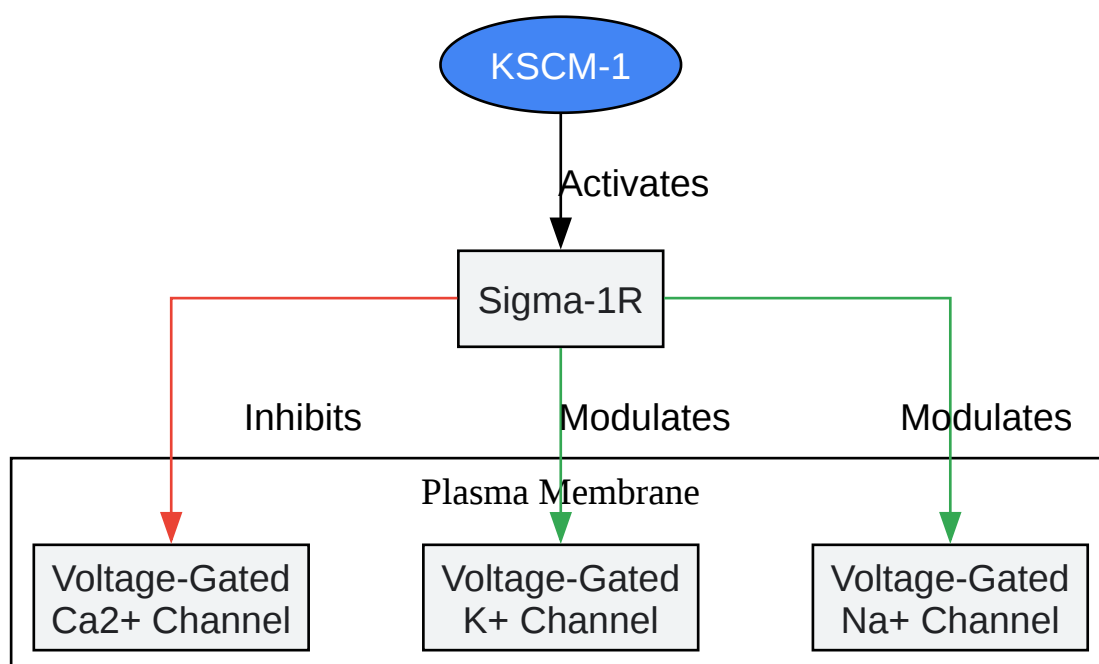 KSCM-1
Activates
Sigma-1R
Inhibits
Modulates
Modulates
Plasma Membrane
Voltage-Gated
Ca2+ Channel
Voltage-Gated
K+ Channel
Voltage-Gated
Na+ Channel